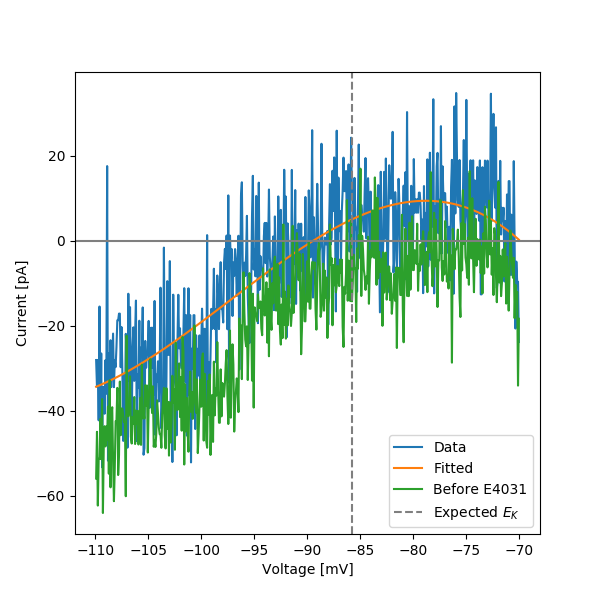 20
0
−20
−40
−60
Current [pA]
−110 −105 −100 −95 −90 −85 −80 −75 −70
Voltage [mV]
Data
Fitted
Before E4031
Expected $E_K$